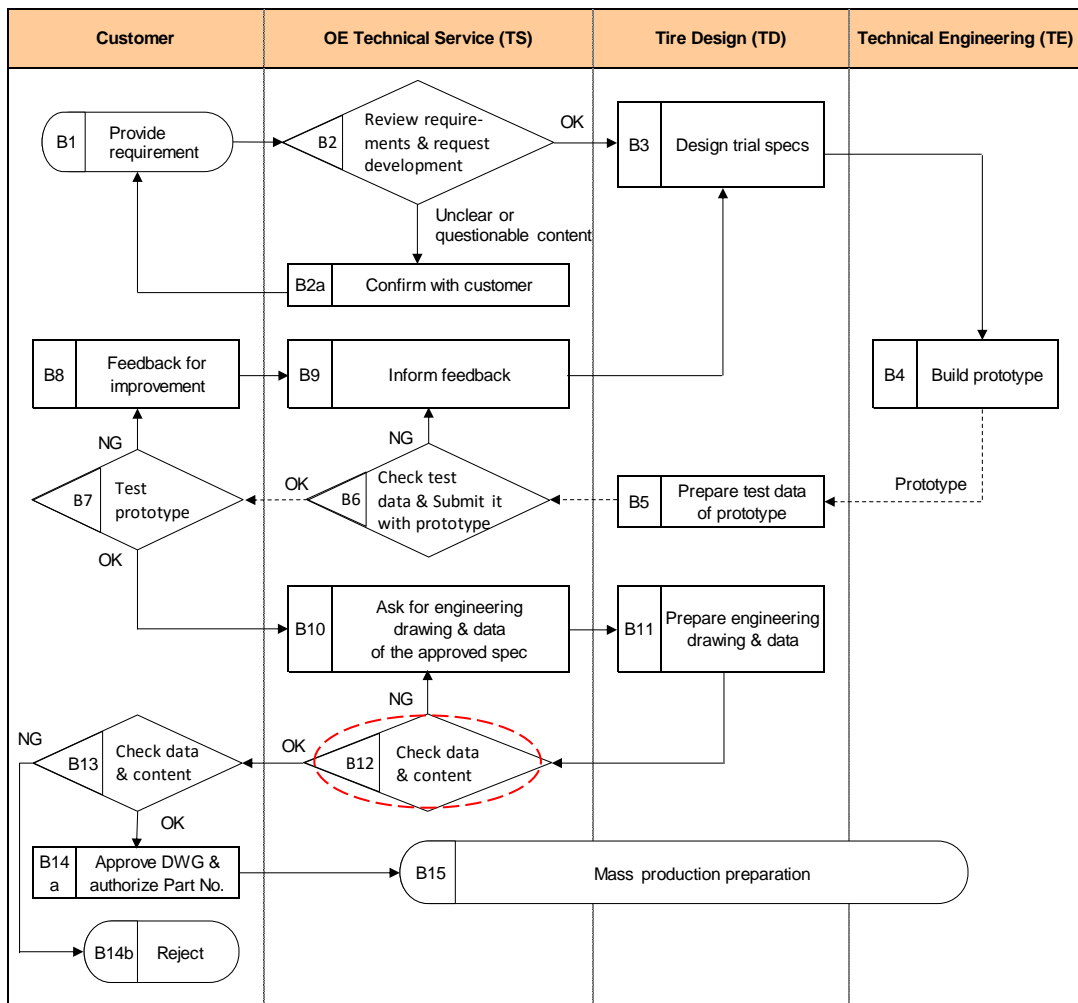 Customer
OE Technical Service (TS)
Tire Design (TD)
Technical Engineering (TE)
B1
Provide
requirement
B2
Review require-
ments & request
development
OK
B3
Design trial specs
Unclear or
questionable content
B2a
Confirm with customer
B8
Feedback for
improvement
B9
Inform feedback
B4
Build prototype
NG
NG
B7
Test
prototype
OK
B6
Check test
data & Submit it
with prototype
B5
Prepare test data
of prototype
Prototype
OK
B10
Ask for engineering
drawing & data
of the approved spec
B11
Prepare engineering
drawing & data
NG
NG
B13
Check data
& content
OK
B12
Check data
& content
OK
B14
a
Approve DWG &
authorize Part No.
B15
Mass production preparation
B14b
Reject